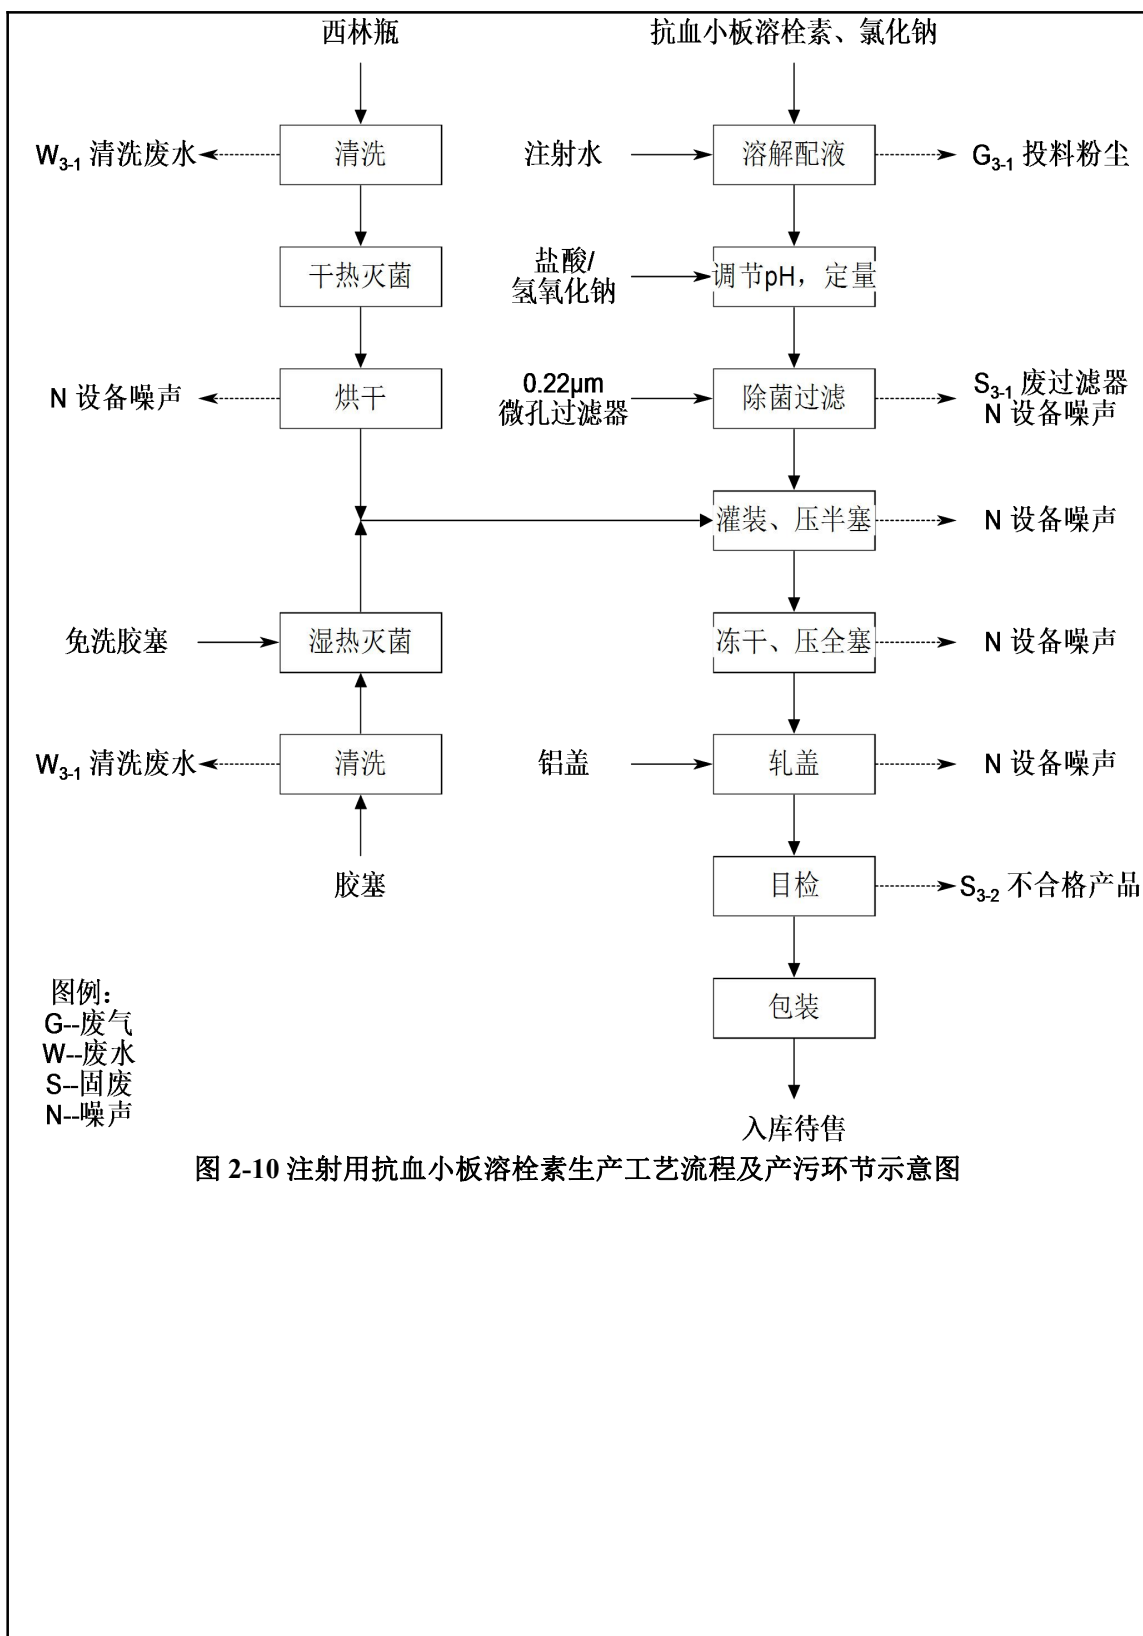 西林瓶
抗血小板溶栓素、氯化钠
W3-1 清洗废水
清洗
注射水
溶解配液
G3-1 投料粉尘
干热灭菌
盐酸/
氢氧化钠
调节pH，定量
N 设备噪声
烘干
0.22μm
微孔过滤器
除菌过滤
S3-1 废过滤器
N 设备噪声
灌装、压半塞
N 设备噪声
免洗胶塞
湿热灭菌
冻干、压全塞
N 设备噪声
W3-1 清洗废水
清洗
铝盖
轧盖
N 设备噪声
胶塞
目检
S3-2 不合格产品
包装
图例：
G--废气
W--废水
S--固废
N--噪声
入库待售
图 2-10 注射用抗血小板溶栓素生产工艺流程及产污环节示意图